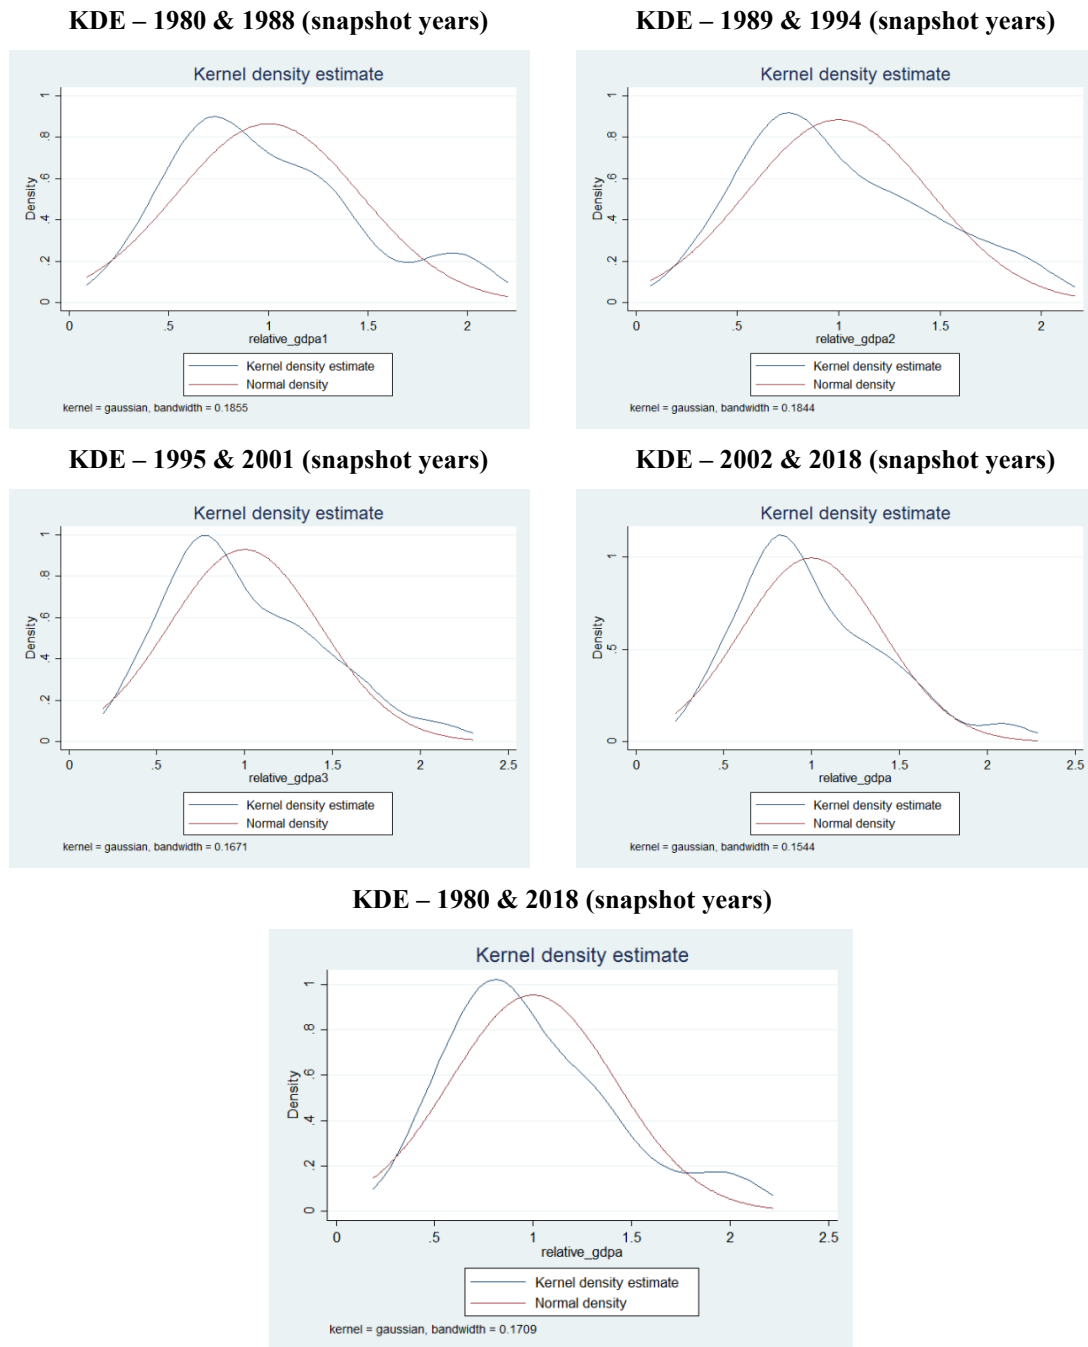 KDE – 1980 & 1988 (snapshot years)
Kernel density estimate
Density
0 .2 .4 .6 .8 1
0 .5 1 1.5 2
relative_gdpa1
Kernel density estimate
Normal density
kernel = gaussian, bandwidth = 0.1855
KDE – 1989 & 1994 (snapshot years)
Kernel density estimate
Density
0 .2 .4 .6 .8 1
0 .5 1 1.5 2
relative_gdpa2
Kernel density estimate
Normal density
kernel = gaussian, bandwidth = 0.1844
KDE – 1995 & 2001 (snapshot years)
Kernel density estimate
Density
0 .2 .4 .6 .8 1
0 .5 1 1.5 2 2.5
relative_gdpa3
Kernel density estimate
Normal density
kernel = gaussian, bandwidth = 0.1671
KDE – 2002 & 2018 (snapshot years)
Kernel density estimate
Density
0 .5 1
0 .5 1 1.5 2 2.5
relative_gdpa
Kernel density estimate
Normal density
kernel = gaussian, bandwidth = 0.1544
KDE – 1980 & 2018 (snapshot years)
Kernel density estimate
Density
0 .2 .4 .6 .8 1
0 .5 1 1.5 2 2.5
relative_gdpa
Kernel density estimate
Normal density
kernel = gaussian, bandwidth = 0.1709